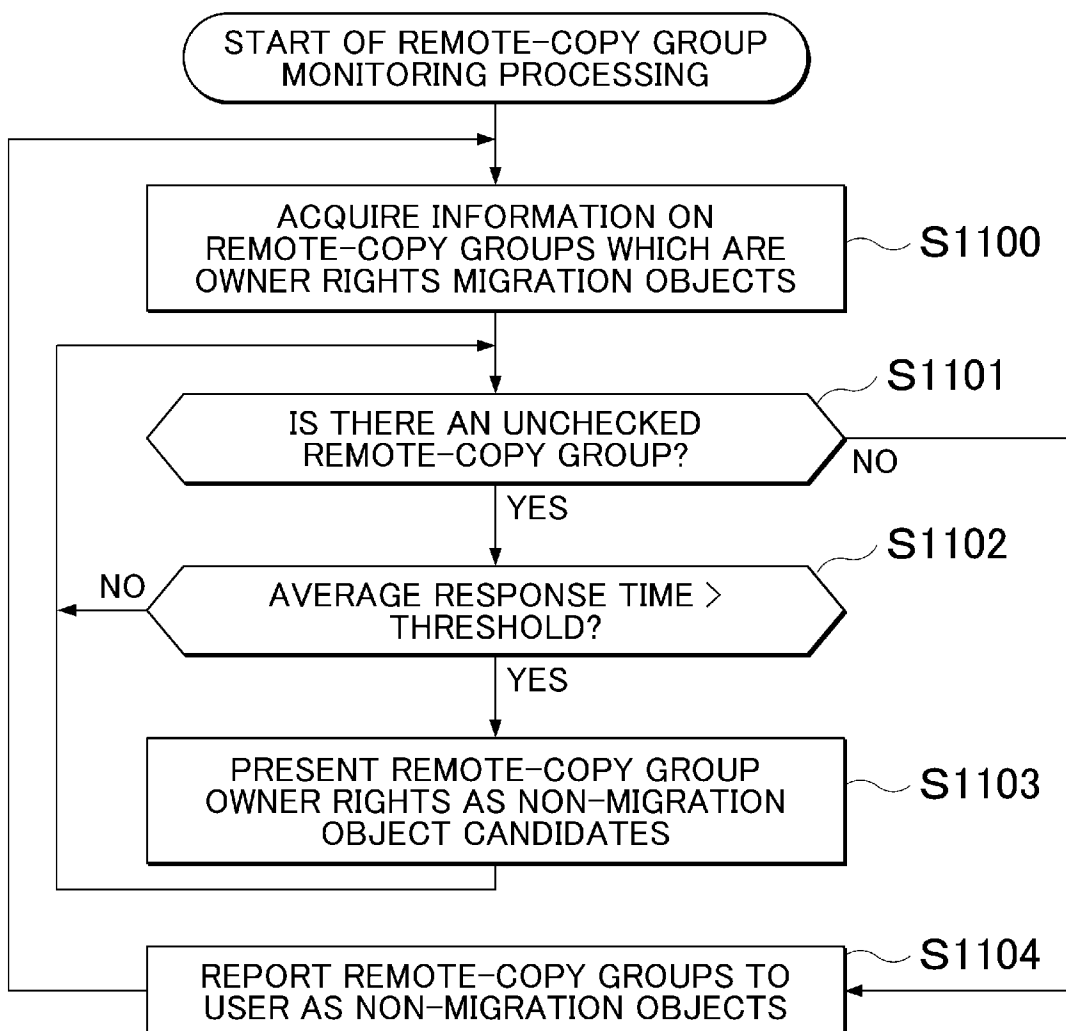 START OF REMOTE-COPY GROUP
MONITORING PROCESSING
ACQUIRE INFORMATION ON
REMOTE-COPY GROUPS WHICH ARE
OWNER RIGHTS MIGRATION OBJECTS
S1100
S1101
IS THERE AN UNCHECKED
REMOTE-COPY GROUP?
NO
YES
S1102
NO
AVERAGE RESPONSE TIME >
THRESHOLD?
YES
PRESENT REMOTE-COPY GROUP
OWNER RIGHTS AS NON-MIGRATION
OBJECT CANDIDATES
S1103
S1104
REPORT REMOTE-COPY GROUPS TO
USER AS NON-MIGRATION OBJECTS